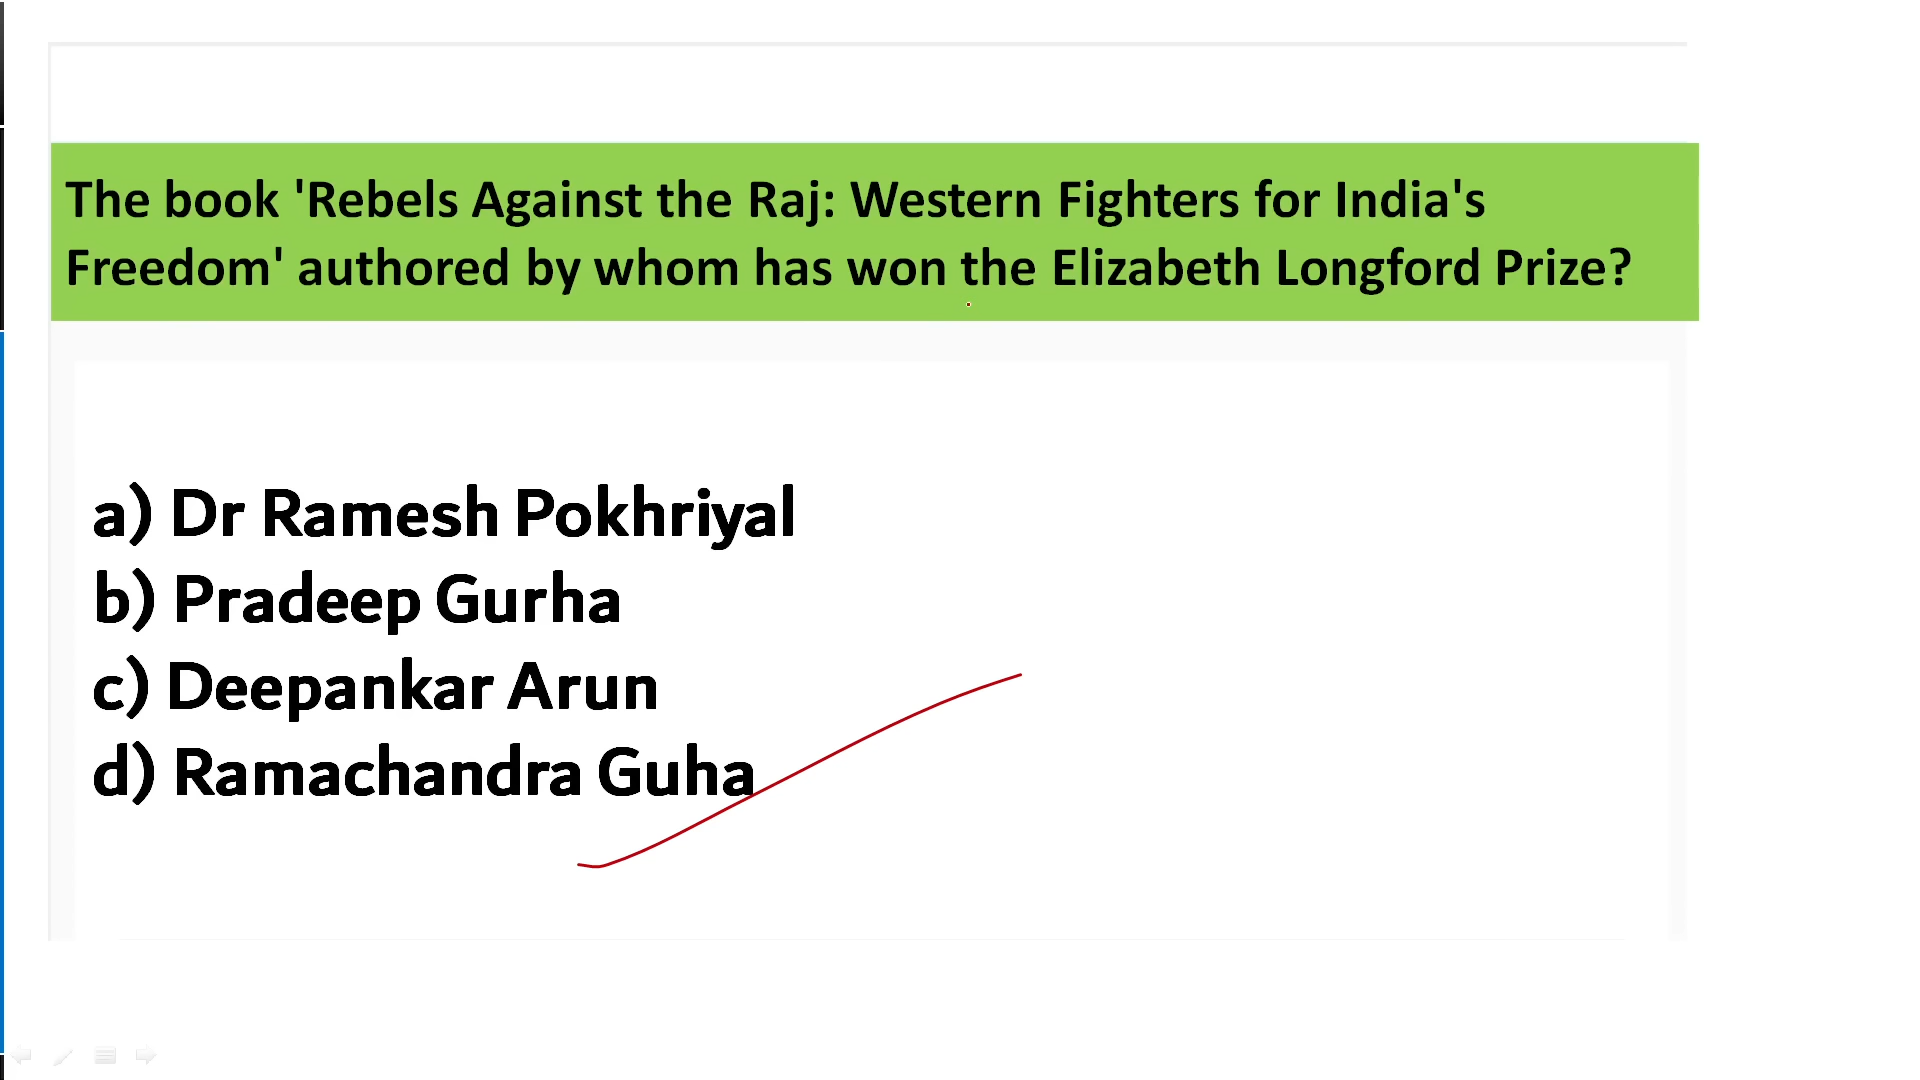 The book 'Rebels Against the Raj: Western Fighters for India's
Freedom' authored by whom has won the Elizabeth Longford Prize?
a) Dr Ramesh Pokhriyal
b) Pradeep Gurha
c) Deepankar Arun
d) Ramachandra Guha